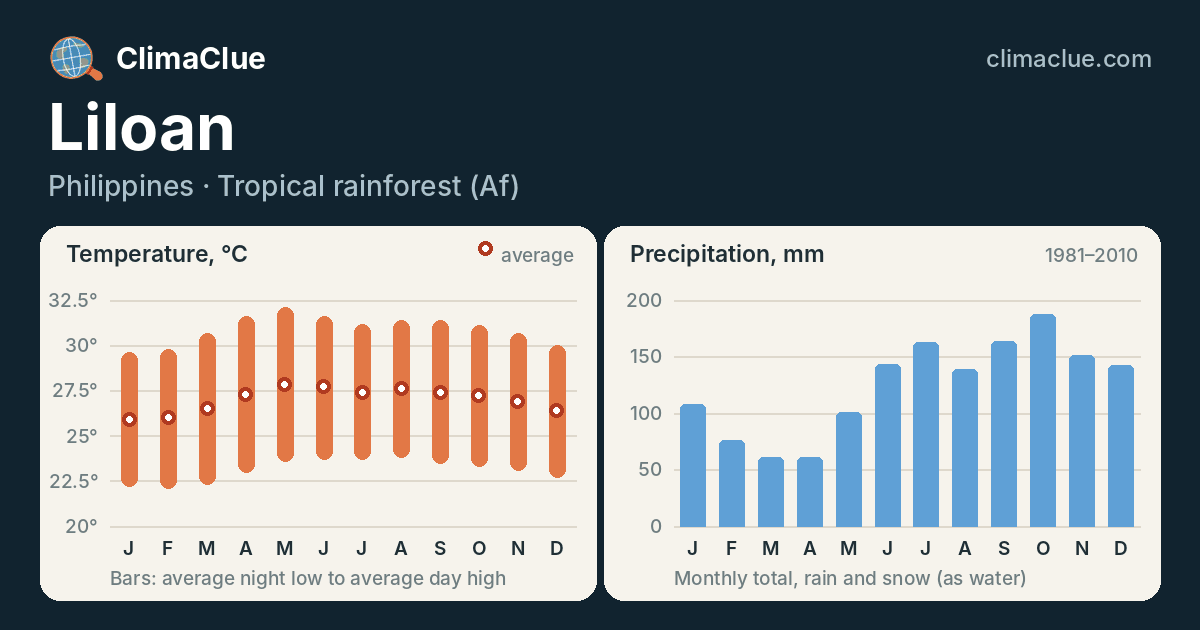 ClimaClue
climaclue.com
Liloan
Philippines · Tropical rainforest (Af)
Temperature, °C
average
32.5°
30°
27.5°
25°
22.5°
20°
J F M A M J J A S O N D
Bars: average night low to average day high
Precipitation, mm
1981–2010
200
150
100
50
0
J F M A M J J A S O N D
Monthly total, rain and snow (as water)